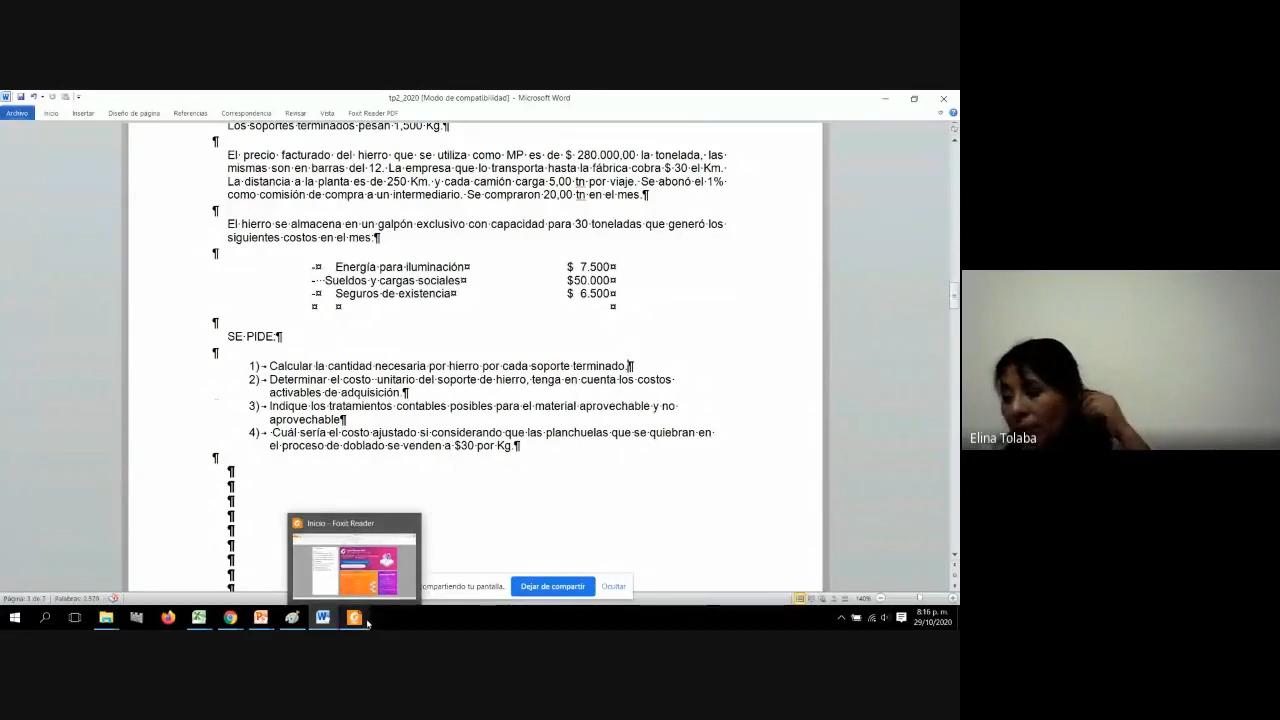 tp2_2020 [Modo de compatibilidad] - Microsoft Word
Archivo Inicio Insertar Diseño de página Referencias Correspondencia Revisar Vista Foxit Reader PDF
Los soportes terminados pesan 1,500 Kg.¶
¶
El precio facturado del hierro que se utiliza como MP es de $ 280.000,00 la tonelada, las
mismas son en barras del 12. La empresa que lo transporta hasta la fábrica cobra $ 30 el Km.
La distancia a la planta es de 250 Km. y cada camión carga 5,00 tn por viaje. Se abonó el 1%
como comisión de compra a un intermediario. Se compraron 20,00 tn en el mes.¶
¶
El hierro se almacena en un galpón exclusivo con capacidad para 30 toneladas que generó los
siguientes costos en el mes:¶
¶
-¤ Energía para iluminación¤ $ 7.500¤
- Sueldos y cargas sociales¤ $50.000¤
-¤ Seguros de existencia¤ $ 6.500¤
¤ ¤ ¤
¶
SE PIDE:¶
¶
1) Calcular la cantidad necesaria por hierro por cada soporte terminado.¶
2) Determinar el costo unitario del soporte de hierro, tenga en cuenta los costos
activables de adquisición.¶
3) Indique los tratamientos contables posibles para el material aprovechable y no
aprovechable¶
4) Cuál sería el costo ajustado si considerando que las planchuelas que se quiebran en
el proceso de doblado se venden a $30 por Kg.¶
¶
¶
¶
¶
¶
¶
¶
¶
¶
Inicio - Foxit Reader
compartiendo tu pantalla. Dejar de compartir Ocultar
Palabras: 2.578 140%
8:16 p. m.
29/10/2020
Elina Tolaba